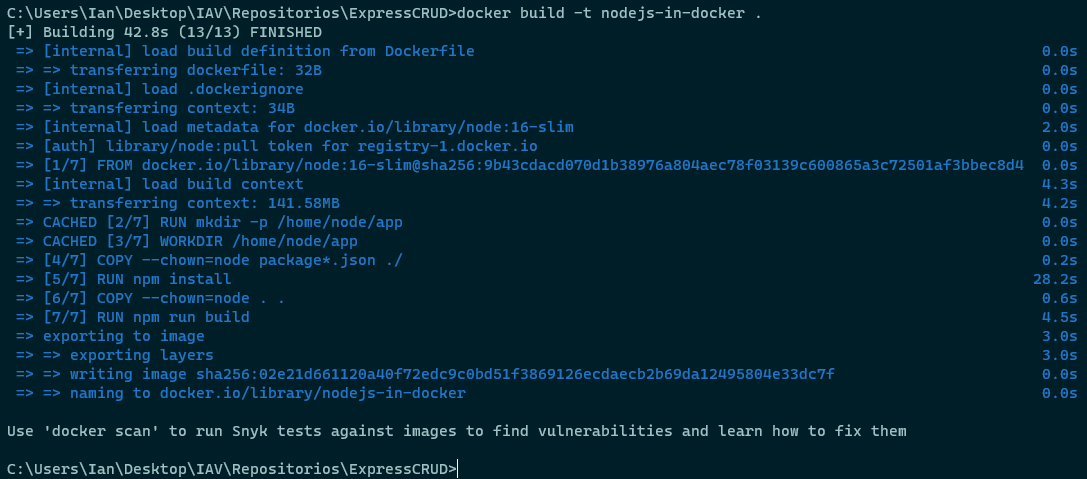 C:\Users\Ian\Desktop\IAV\Repositorios\ExpressCRUD>docker build -t nodejs-in-docker .
[+] Building 42.8s (13/13) FINISHED
=> [internal] load build definition from Dockerfile 0.0s
=> => transferring dockerfile: 32B 0.0s
=> [internal] load .dockerignore 0.0s
=> => transferring context: 34B 0.0s
=> [internal] load metadata for docker.io/library/node:16-slim 2.0s
=> [auth] library/node:pull token for registry-1.docker.io 0.0s
=> [1/7] FROM docker.io/library/node:16-slim@sha256:9b43cdacd070d1b38976a804aec78f03139c600865a3c72501af3bbec8d4 0.0s
=> [internal] load build context 4.3s
=> => transferring context: 141.58MB 4.2s
=> CACHED [2/7] RUN mkdir -p /home/node/app 0.0s
=> CACHED [3/7] WORKDIR /home/node/app 0.0s
=> [4/7] COPY --chown=node package*.json ./ 0.2s
=> [5/7] RUN npm install 28.2s
=> [6/7] COPY --chown=node . . 0.6s
=> [7/7] RUN npm run build 4.5s
=> exporting to image 3.0s
=> => exporting layers 3.0s
=> => writing image sha256:02e21d661120a40f72edc9c0bd51f3869126ecdaecb2b69da12495804e33dc7f 0.0s
=> => naming to docker.io/library/nodejs-in-docker 0.0s
Use 'docker scan' to run Snyk tests against images to find vulnerabilities and learn how to fix them
C:\Users\Ian\Desktop\IAV\Repositorios\ExpressCRUD>